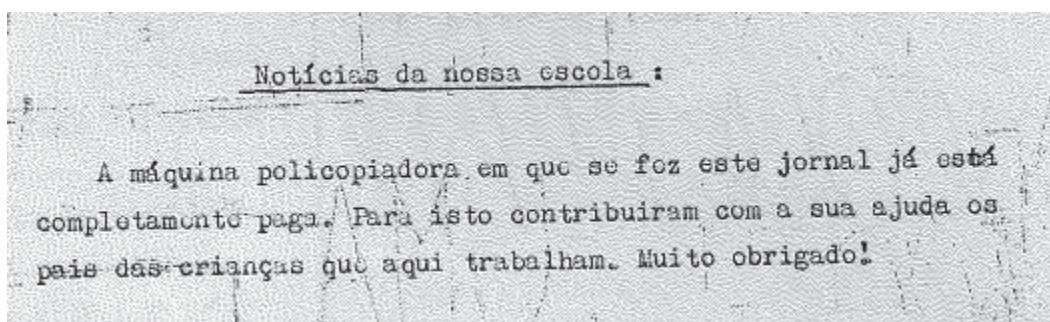 Notícias da nossa escola :
A máquina policopiadora em que se fez este jornal já está
completamente paga. Para isto contribuiram com a sua ajuda os
pais das crianças que aqui trabalham. Muito obrigado!